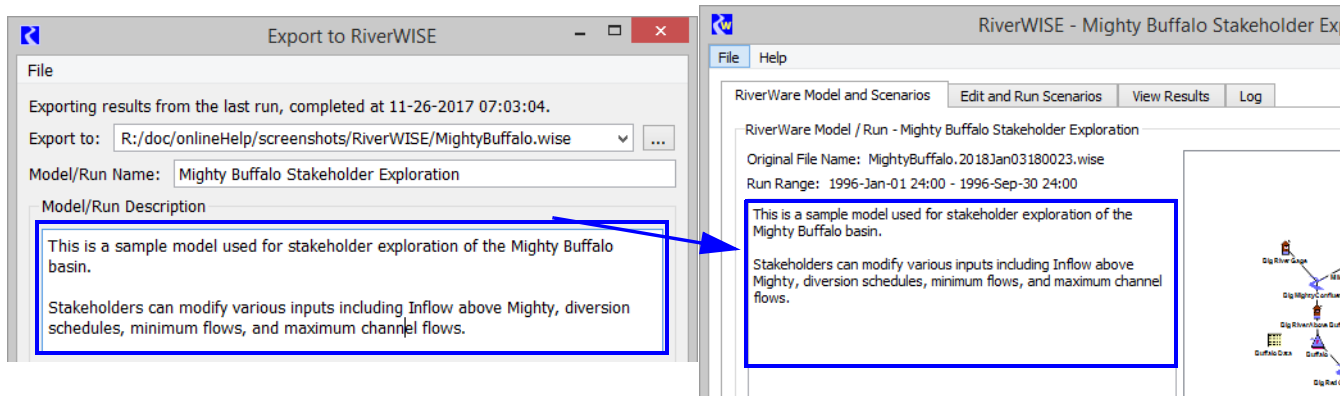 Export to RiverWISE
File
Exporting results from the last run, completed at 11-26-2017 07:03:04.
Export to: R:/doc/onlineHelp/screenshots/RiverWISE/MightyBuffalo.wise ...
Model/Run Name: Mighty Buffalo Stakeholder Exploration
Model/Run Description
This is a sample model used for stakeholder exploration of the Mighty Buffalo
basin.
Stakeholders can modify various inputs including Inflow above Mighty, diversion
schedules, minimum flows, and maximum channel flows.
RiverWISE - Mighty Buffalo Stakeholder Ex
File Help
RiverWare Model and Scenarios Edit and Run Scenarios View Results Log
RiverWare Model / Run - Mighty Buffalo Stakeholder Exploration
Original File Name: MightyBuffalo.2018Jan03180023.wise
Run Range: 1996-Jan-01 24:00 - 1996-Sep-30 24:00
This is a sample model used for stakeholder exploration of the
Mighty Buffalo basin.
Stakeholders can modify various inputs including Inflow above
Mighty, diversion schedules, minimum flows, and maximum channel
flows.
Big River Gage
Buffalo Data Buffalo